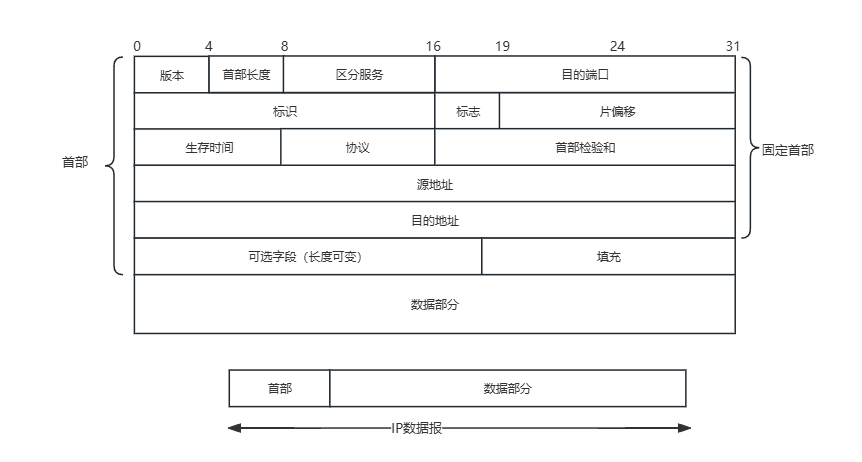 0 4 8 16 19 24 31
版本 首部长度 区分服务 目的端口
标识 标志 片偏移
生存时间 协议 首部检验和
首部 固定首部
源地址
目的地址
可选字段（长度可变） 填充
数据部分
首部 数据部分
IP数据报